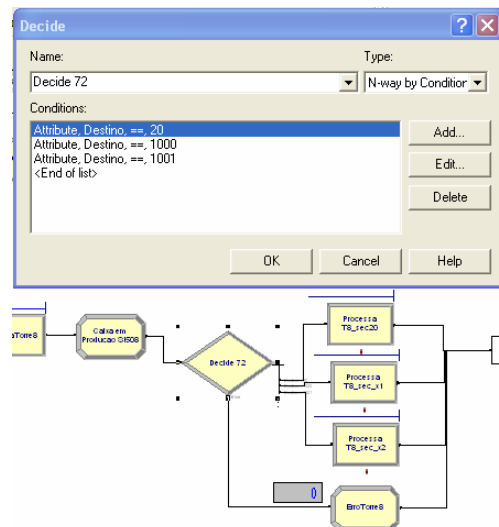 Decide
Name:
Type:
Decide 72
N-way by Condition
Conditions:
Attribute, Destino, ==, 20
Attribute, Destino, ==, 1000
Attribute, Destino, ==, 1001
<End of list>
Add...
Edit...
Delete
OK
Cancel
Help
aTorre8
Caixa em
Producao SI508
Decide 72
Processa
T8_sec20
Processa
T8_sec_x1
Processa
T8_sec_x2
0
ErroTorre8